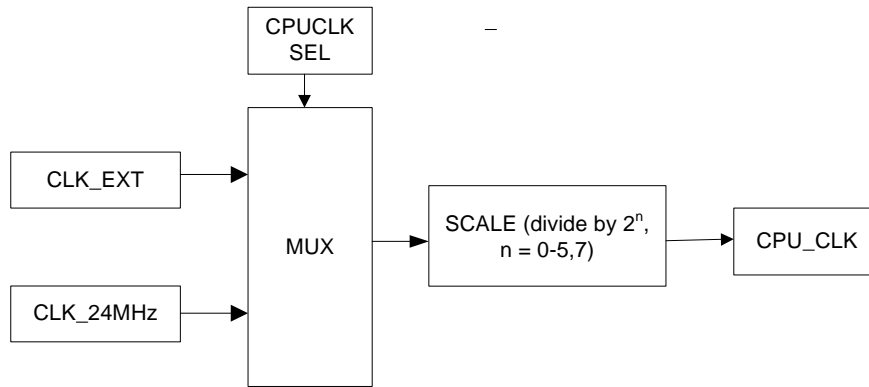 CPUCLK
SEL
–
CLK_EXT
MUX
SCALE (divide by 2ⁿ,
n = 0-5,7)
CPU_CLK
CLK_24MHz